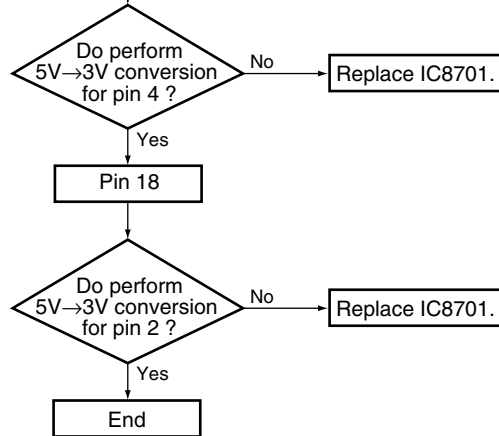 Do perform
5V→3V conversion
for pin 4 ?
No
Replace IC8701.
Yes
Pin 18
Do perform
5V→3V conversion
for pin 2 ?
No
Replace IC8701.
Yes
End